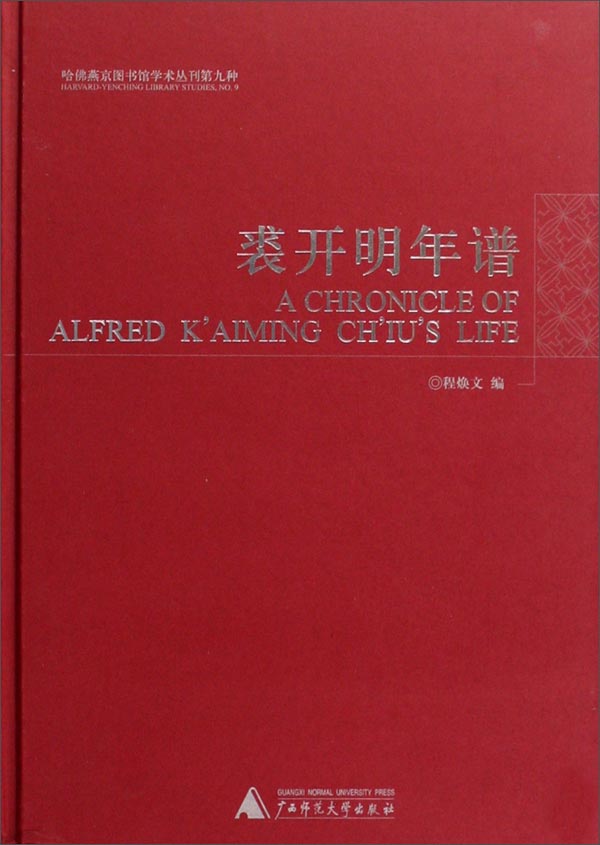 哈佛燕京图书馆学术丛刊第九种
HARVARD-YENCHING LIBRARY STUDIES, NO. 9
裘开明年谱
A CHRONICLE OF
ALFRED K'AIMING CH'IU'S LIFE
◎程焕文 编
GUANGXI NORMAL UNIVERSITY PRESS
广西师范大学出版社